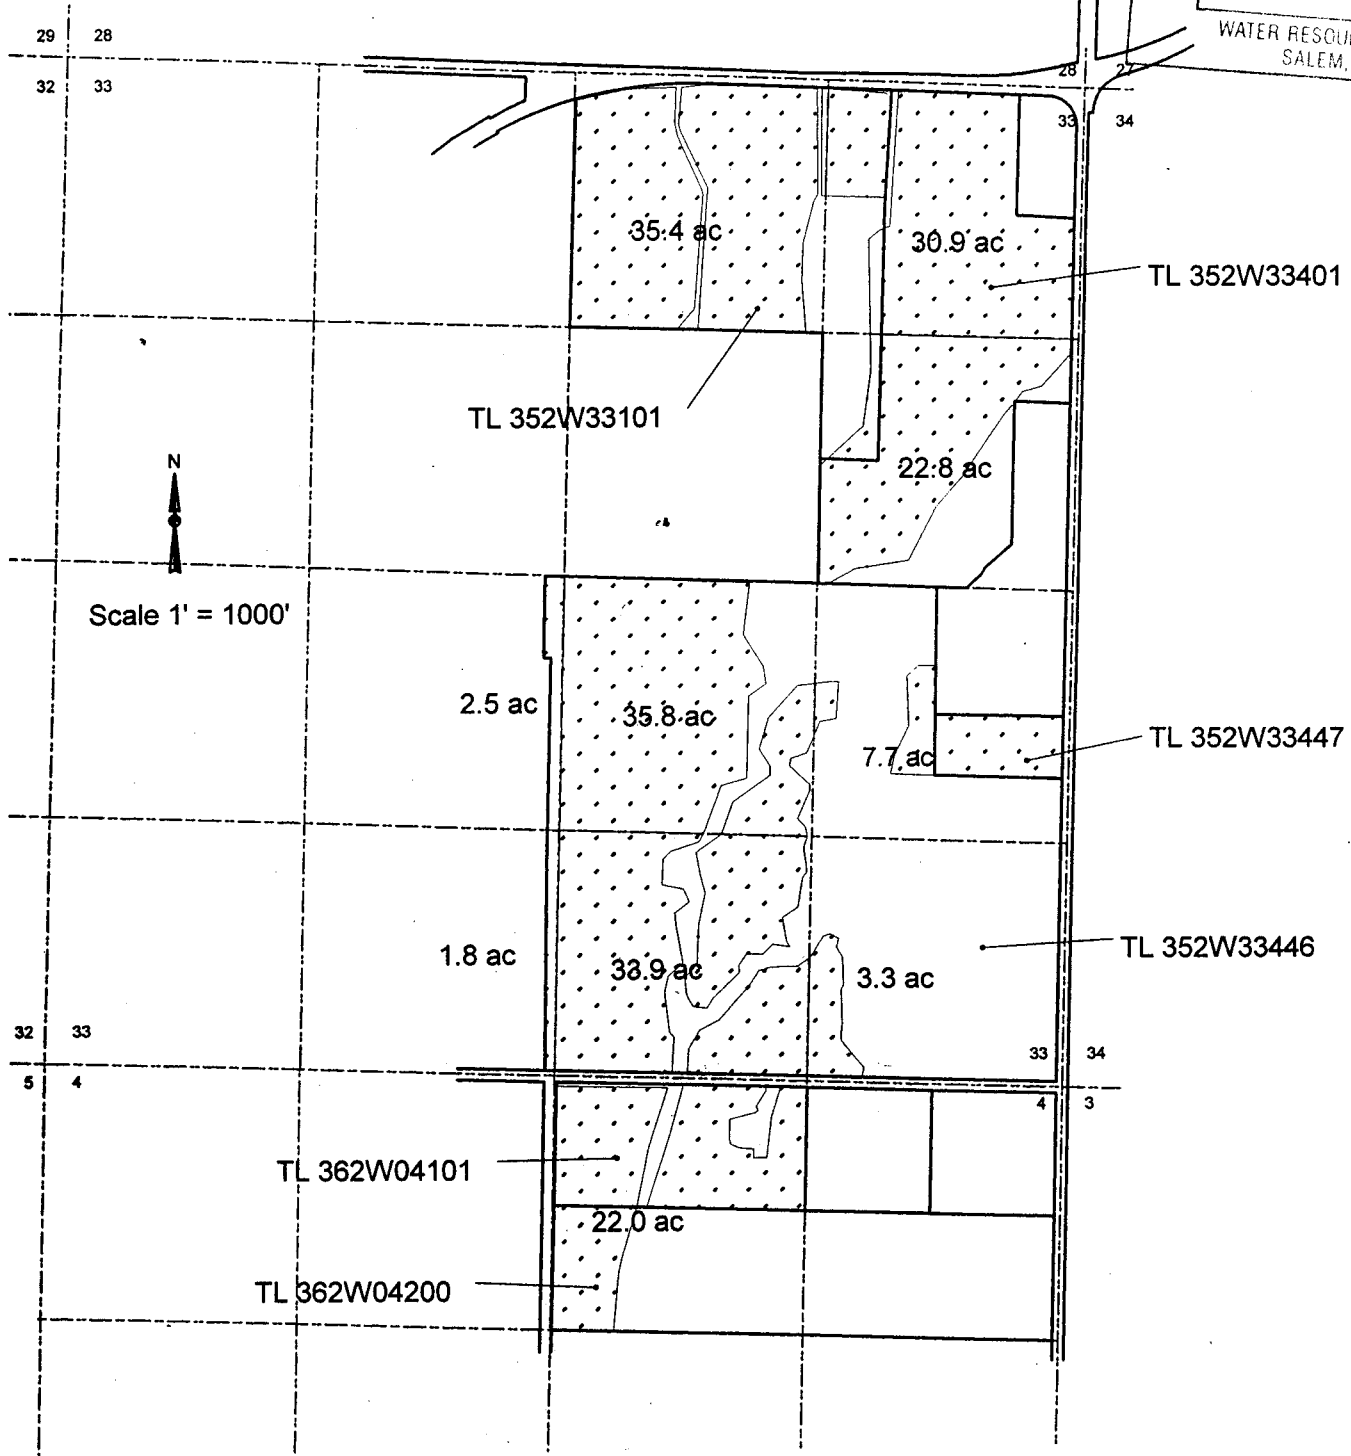 WATER RESOU
SALEM,
29 28
32 33
28 27
33 34
35.4 ac
30.9 ac
TL 352W33401
TL 352W33101
22.8 ac
N
Scale 1' = 1000'
2.5 ac
35.8 ac
7.7 ac
TL 352W33447
1.8 ac
33.9 ac
3.3 ac
TL 352W33446
32 33
5 4
33 34
4 3
TL 362W04101
22.0 ac
TL 362W04200